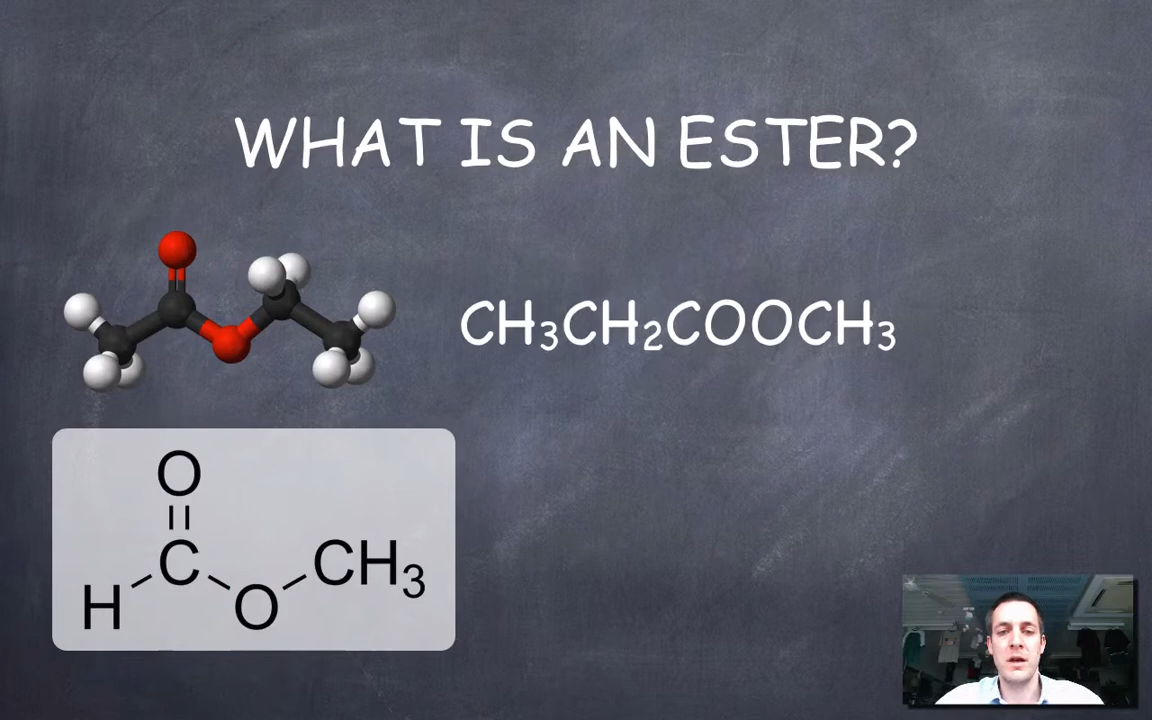 WHAT IS AN ESTER?
CH₃CH₂COOCH₃
O
C
CH₃
H
O